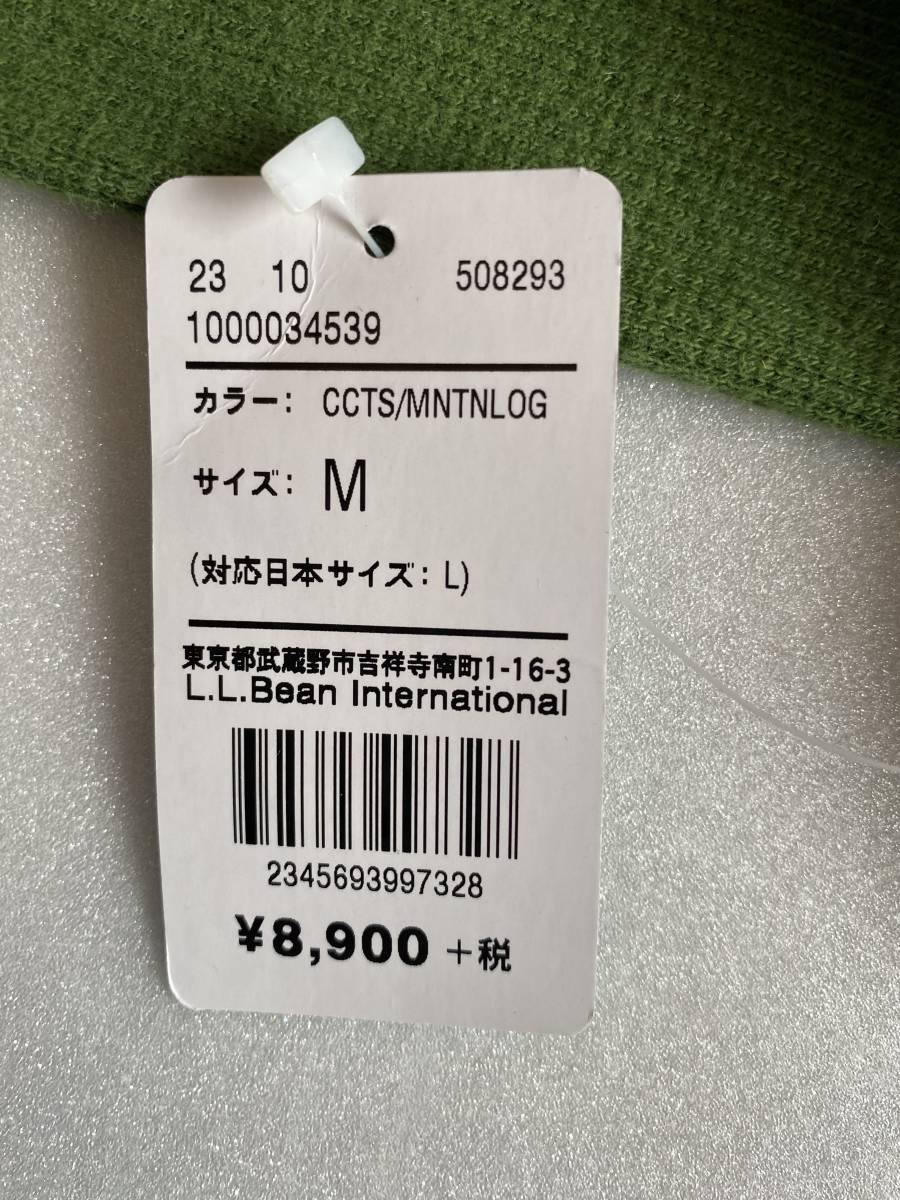 23 10 508293
1000034539
カラー: CCTS/MNTNLOG
サイズ: M
(対応日本サイズ: L)
東京都武蔵野市吉祥寺南町1-16-3
L.L.Bean International
2345693997328
¥8,900 +税